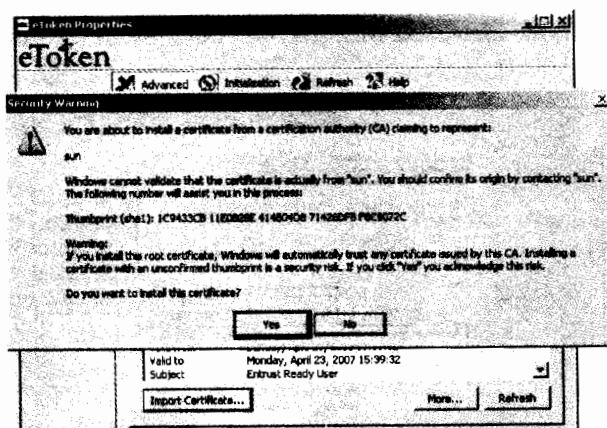 eToken Properties
eToken
Advanced Initialization Refresh Help
Security Warning
You are about to install a certificate from a certification authority (CA) claiming to represent:
sun
Windows cannot validate that the certificate is actually from "sun". You should confirm its origin by contacting "sun".
The following number will assist you in this process:
Thumbprint (sha1):
Warning:
If you install this root certificate, Windows will automatically trust any certificate issued by this CA. Installing a
certificate with an unconfirmed thumbprint is a security risk. If you click "Yes" you acknowledge this risk.
Do you want to install this certificate?
Yes No
Valid to Monday, April 23, 2007 15:39:32
Subject Entrust Ready User
Import Certificate... More... Refresh